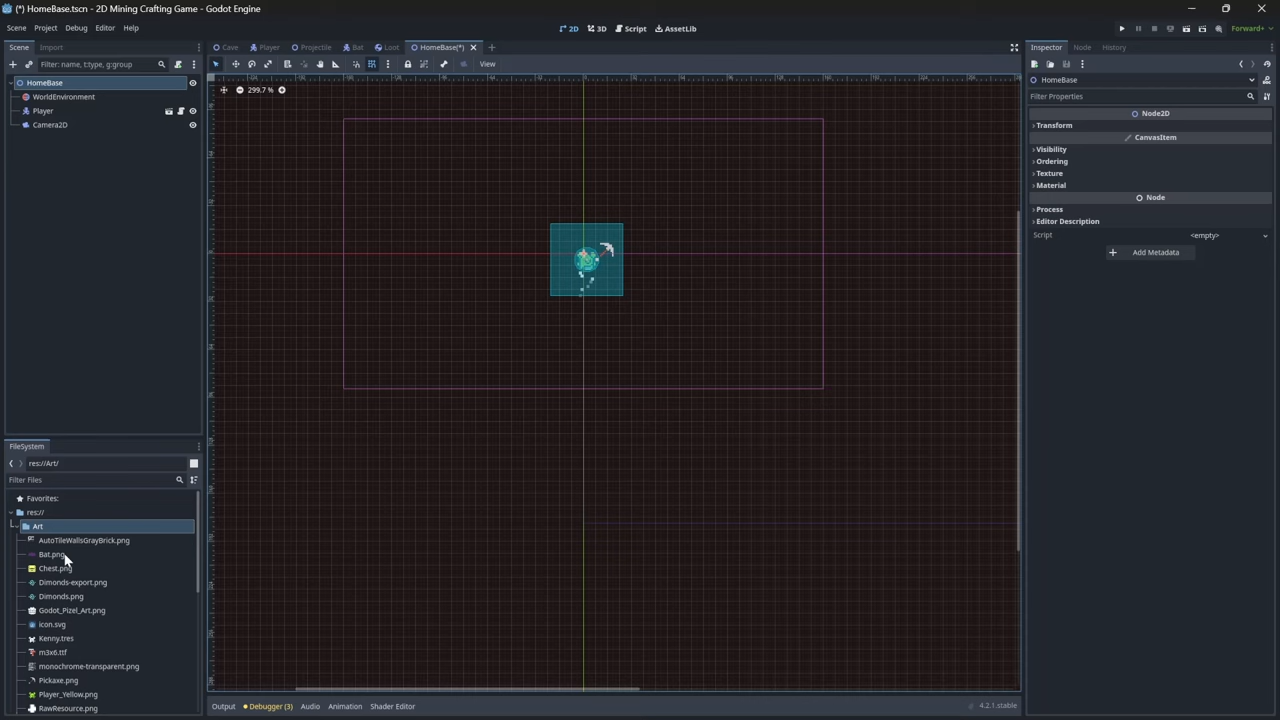 (*) HomeBase.tscn - 2D Mining Crafting Game - Godot Engine
Scene Project Debug Editor Help
2D 3D Script AssetLib
Forward+
Scene Import
Cave Player Projectile Bat Loot HomeBase(*)
Inspector Node History
Filter: name, t:type, g:group
View
HomeBase
WorldEnvironment
Player
Camera2D
299.7 %
HomeBase
Filter Properties
Node2D
Transform
CanvasItem
Visibility
Ordering
Texture
Material
Node
Process
Editor Description
Script <empty>
Add Metadata
FileSystem
res://Art/
Filter Files
Favorites:
res://
Art
AutoTileWallsGrayBrick.png
Bat.png
Chest.png
Dimonds-export.png
Dimonds.png
Godot_Pizel_Art.png
icon.svg
Kenny.tres
m3x6.ttf
monochrome-transparent.png
Pickaxe.png
Player_Yellow.png
RawResource.png
Output Debugger (3) Audio Animation Shader Editor
4.2.1.stable